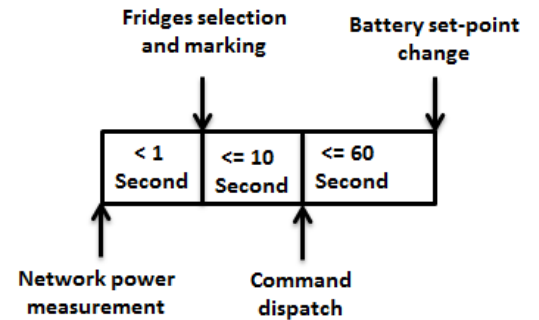 Fridges selection
and marking
Battery set-point
change
< 1
Second
<= 10
Second
<= 60
Second
Network power
measurement
Command
dispatch